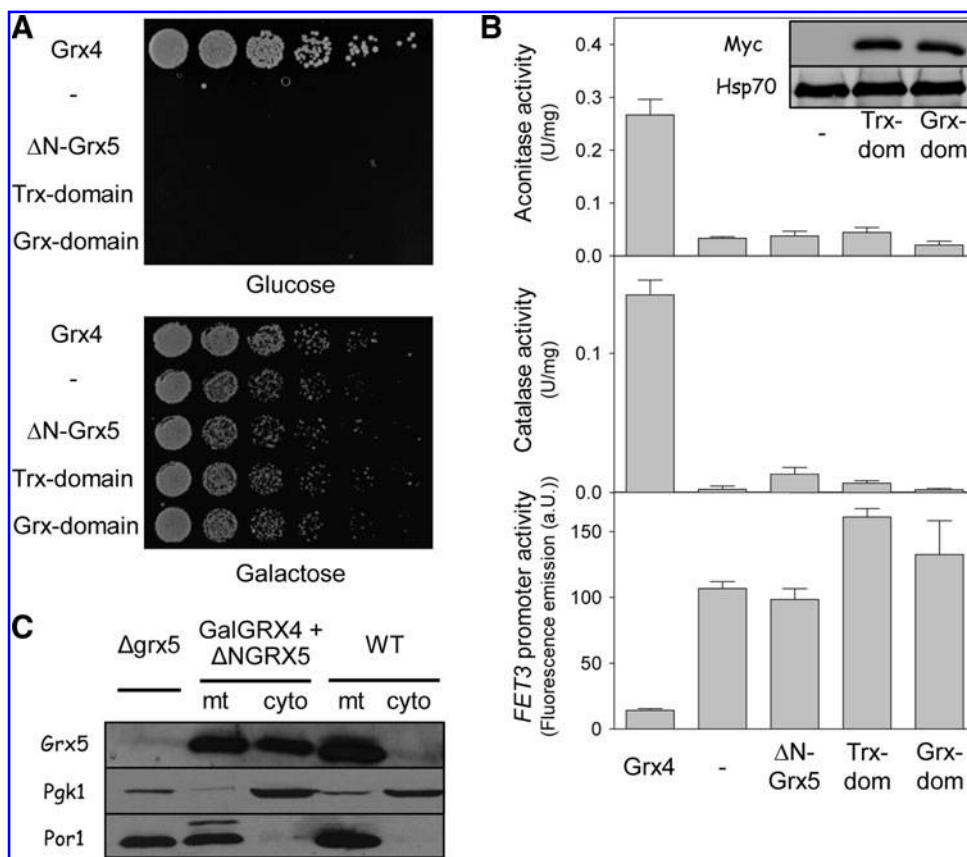 A
Grx4
-
ΔN-Grx5
Trx-domain
Grx-domain
Glucose
Grx4
-
ΔN-Grx5
Trx-domain
Grx-domain
Galactose
B
Aconitase activity
(U/mg)
0.4
0.3
0.2
0.1
0.0
Myc
Hsp70
- Trx-dom Grx-dom
Catalase activity
(U/mg)
0.1
0.0
FET3 promoter activity
(Fluorescence emission (a.U.))
150
100
50
0
Grx4 - ΔN-Grx5 Trx-dom Grx-dom
C
Δgrx5 GalGRX4 + ΔNGRX5 WT
mt cyto mt cyto
Grx5
Pgk1
Por1